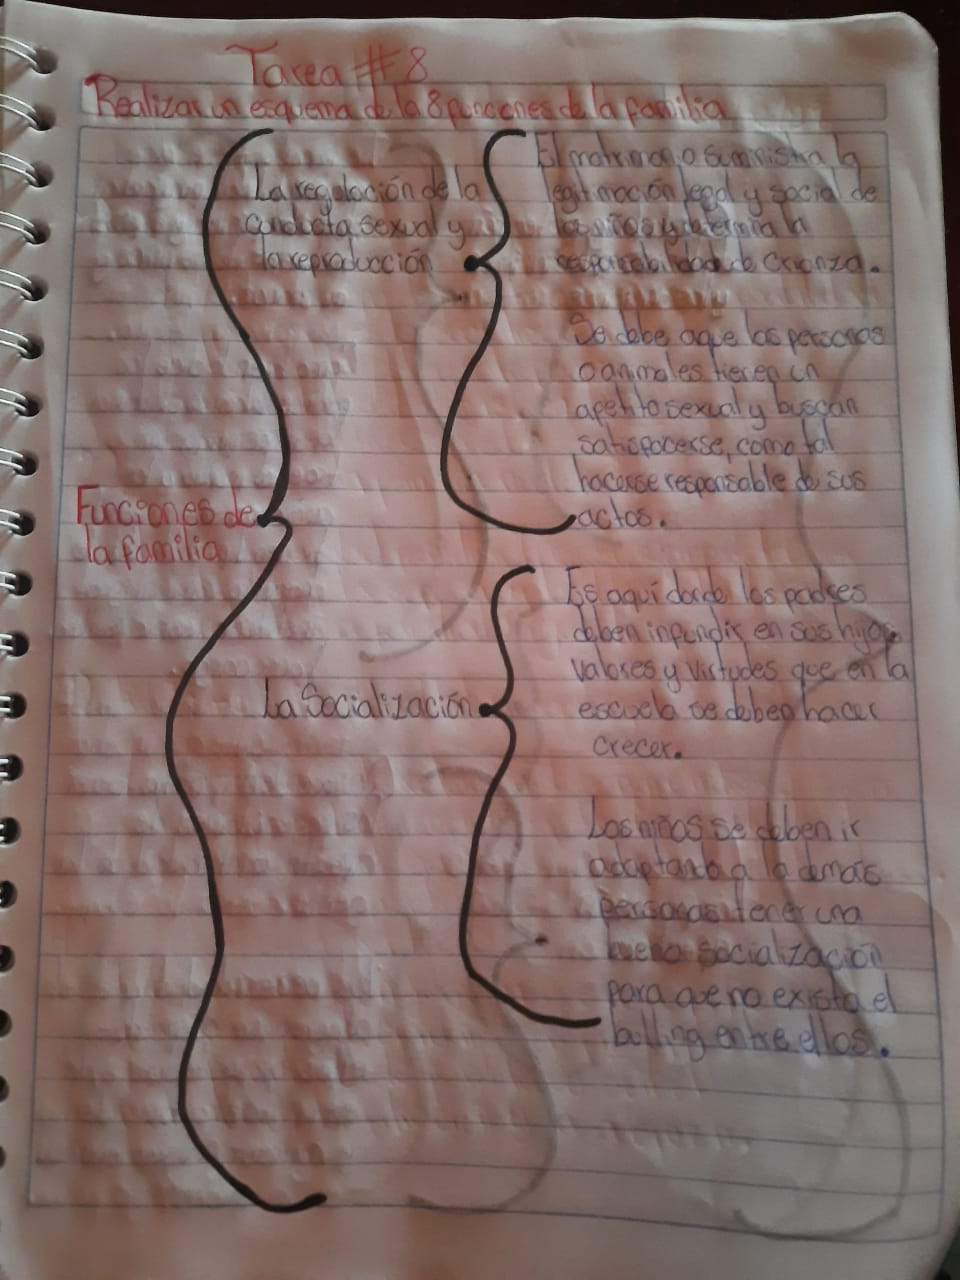 Tarea # 8
Realizar un esquema de la 8 funciones de la familia
Funciones de
la familia
La regulación de la
conducta sexual y
la reproducción
El matrimonio suministra la
legitimación legal y social de
los niños y determina la
responsabilidad de crianza.
Se debe aque las personas
o animales tienen un
apetito sexual y buscan
satisfacerse, como tal
hacerse responsable de sus
actos.
La Socialización
Es aquí donde los padres
deben infundir en sus hijos
valores y virtudes que en la
escuela se deben hacer
crecer.
Los niños se deben ir
adaptando a la demás
personas tener una
buena socialización
para que no exista el
bulling entre ellos.